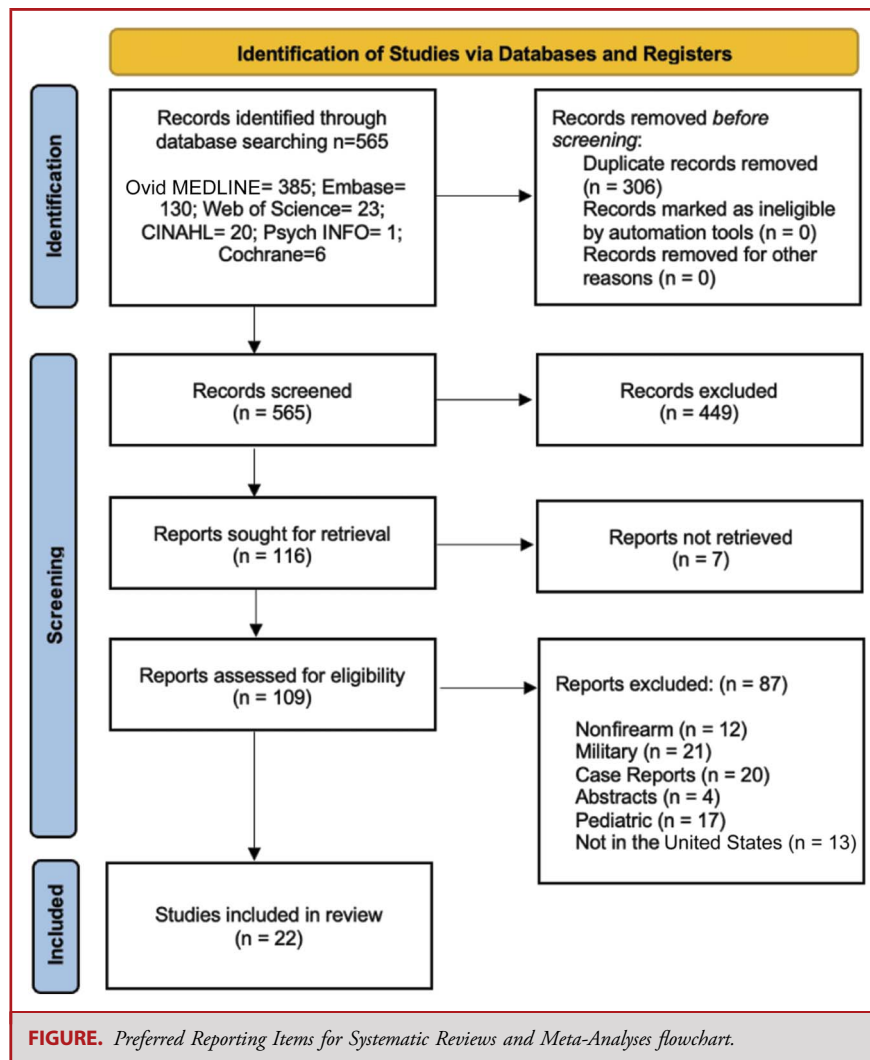 Identification of Studies via Databases and Registers
Identification
Records identified through
database searching n=565
Ovid MEDLINE= 385; Embase=
130; Web of Science= 23;
CINAHL= 20; Psych INFO= 1;
Cochrane=6
Records removed before
screening:
Duplicate records removed
(n = 306)
Records marked as ineligible
by automation tools (n = 0)
Records removed for other
reasons (n = 0)
Screening
Records screened
(n = 565)
Records excluded
(n = 449)
Reports sought for retrieval
(n = 116)
Reports not retrieved
(n = 7)
Reports assessed for eligibility
(n = 109)
Reports excluded: (n = 87)
Nonfirearm (n = 12)
Military (n = 21)
Case Reports (n = 20)
Abstracts (n = 4)
Pediatric (n = 17)
Not in the United States (n = 13)
Included
Studies included in review
(n = 22)
FIGURE. Preferred Reporting Items for Systematic Reviews and Meta-Analyses flowchart.